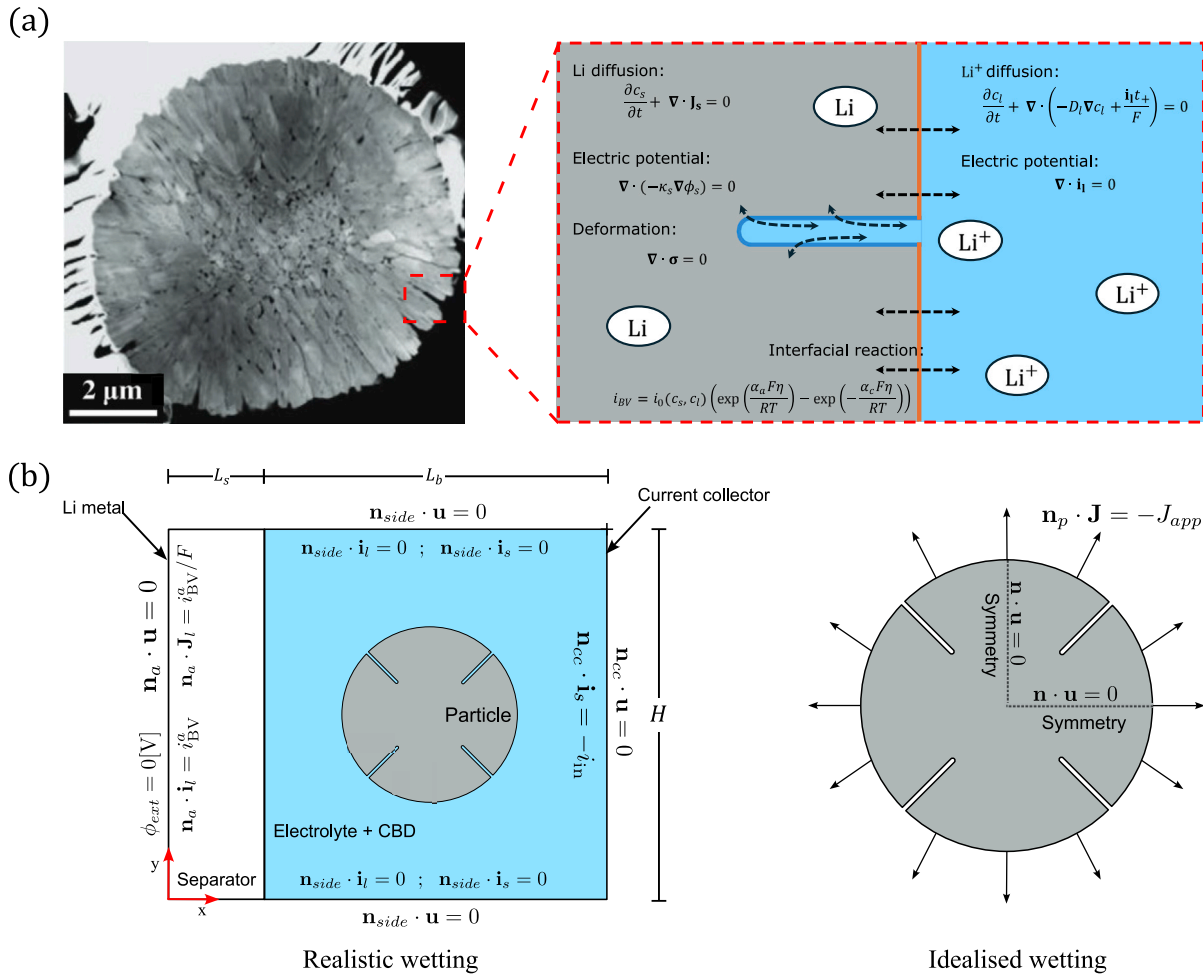 (a)
2 μm
Li diffusion:
∂c_s/∂t + ∇ · J_s = 0
Li
Electric potential:
∇ · (−κ_s∇ϕ_s) = 0
Deformation:
∇ · σ = 0
Li
Interfacial reaction:
i_BV = i_0(c_s, c_l) (exp(α_a Fη/RT) − exp(−α_c Fη/RT))
Li⁺ diffusion:
∂c_l/∂t + ∇ · (−D_l∇c_l + i_l t_+/F) = 0
Electric potential:
∇ · i_l = 0
Li⁺
Li⁺
Li⁺
(b)
L_s
L_b
Li metal
Current collector
n_side · u = 0
n_side · i_l = 0 ; n_side · i_s = 0
n_a · u = 0
n_a · J_l = i^a_BV/F
ϕ_ext = 0[V]
n_a · i_l = i^a_BV
Particle
n_cc · i_s = −i_in
n_cc · u = 0
H
Electrolyte + CBD
y
x
Separator
n_side · i_l = 0 ; n_side · i_s = 0
n_side · u = 0
Realistic wetting
n_p · J = −J_app
n · u = 0
Symmetry
n · u = 0
Symmetry
Idealised wetting